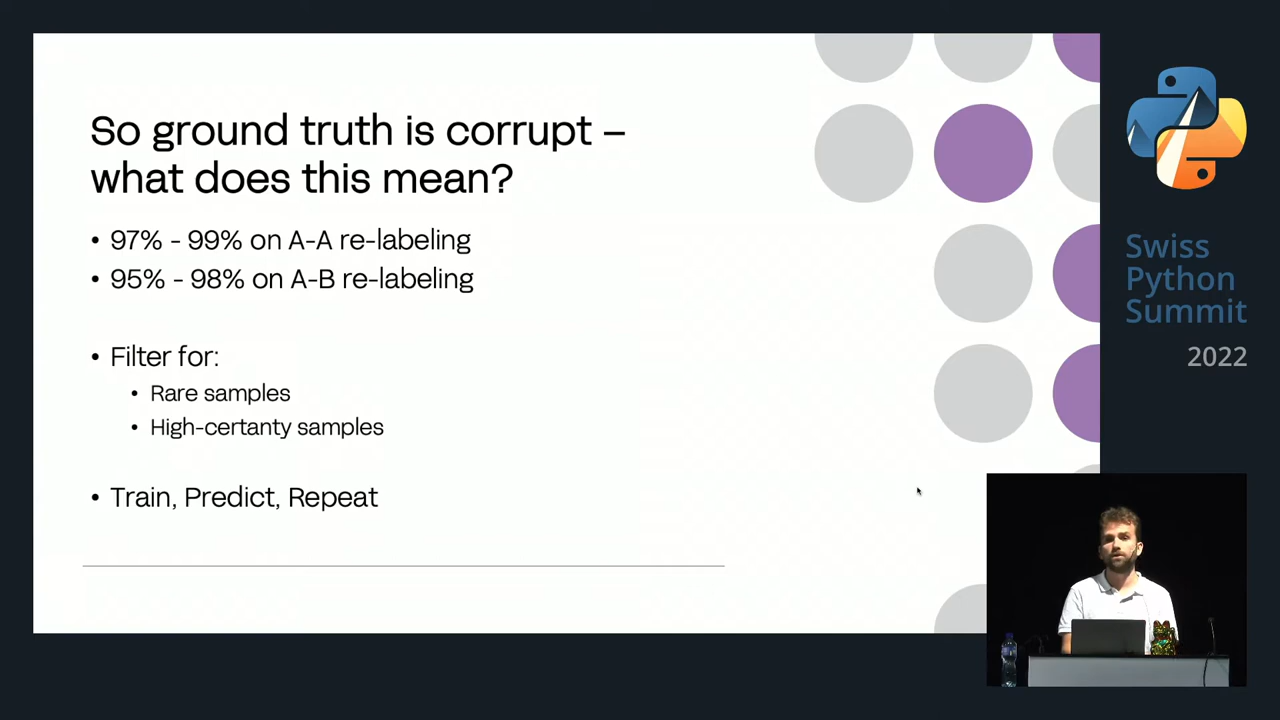 So ground truth is corrupt –
what does this mean?
• 97% - 99% on A-A re-labeling
• 95% - 98% on A-B re-labeling
• Filter for:
• Rare samples
• High-certanty samples
• Train, Predict, Repeat
Swiss
Python
Summit
2022